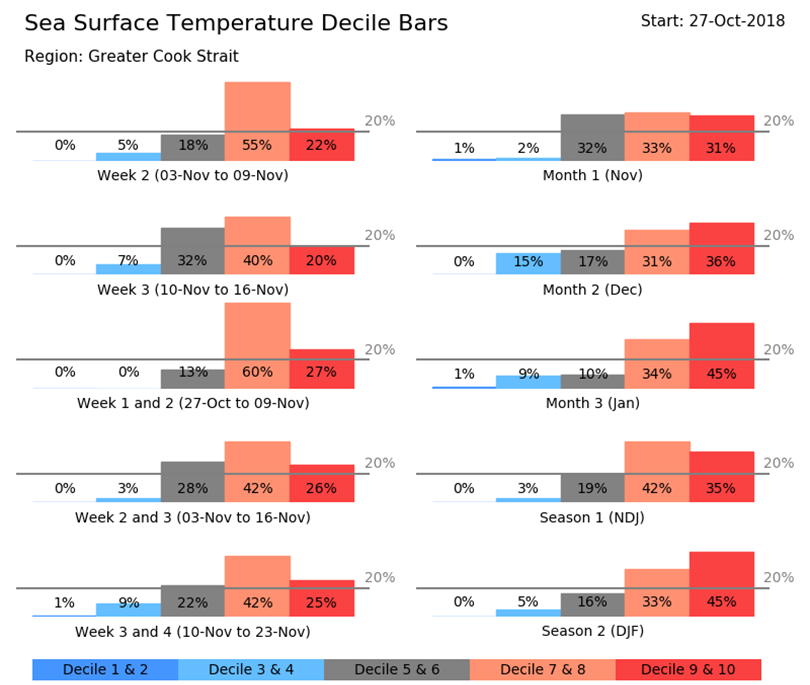 Sea Surface Temperature Decile Bars
Start: 27-Oct-2018
Region: Greater Cook Strait
20%
0% 5% 18% 55% 22%
Week 2 (03-Nov to 09-Nov)
20%
1% 2% 32% 33% 31%
Month 1 (Nov)
20%
0% 7% 32% 40% 20%
Week 3 (10-Nov to 16-Nov)
20%
0% 15% 17% 31% 36%
Month 2 (Dec)
20%
0% 0% 13% 60% 27%
Week 1 and 2 (27-Oct to 09-Nov)
20%
1% 9% 10% 34% 45%
Month 3 (Jan)
20%
0% 3% 28% 42% 26%
Week 2 and 3 (03-Nov to 16-Nov)
20%
0% 3% 19% 42% 35%
Season 1 (NDJ)
20%
1% 9% 22% 42% 25%
Week 3 and 4 (10-Nov to 23-Nov)
20%
0% 5% 16% 33% 45%
Season 2 (DJF)
Decile 1 & 2 Decile 3 & 4 Decile 5 & 6 Decile 7 & 8 Decile 9 & 10